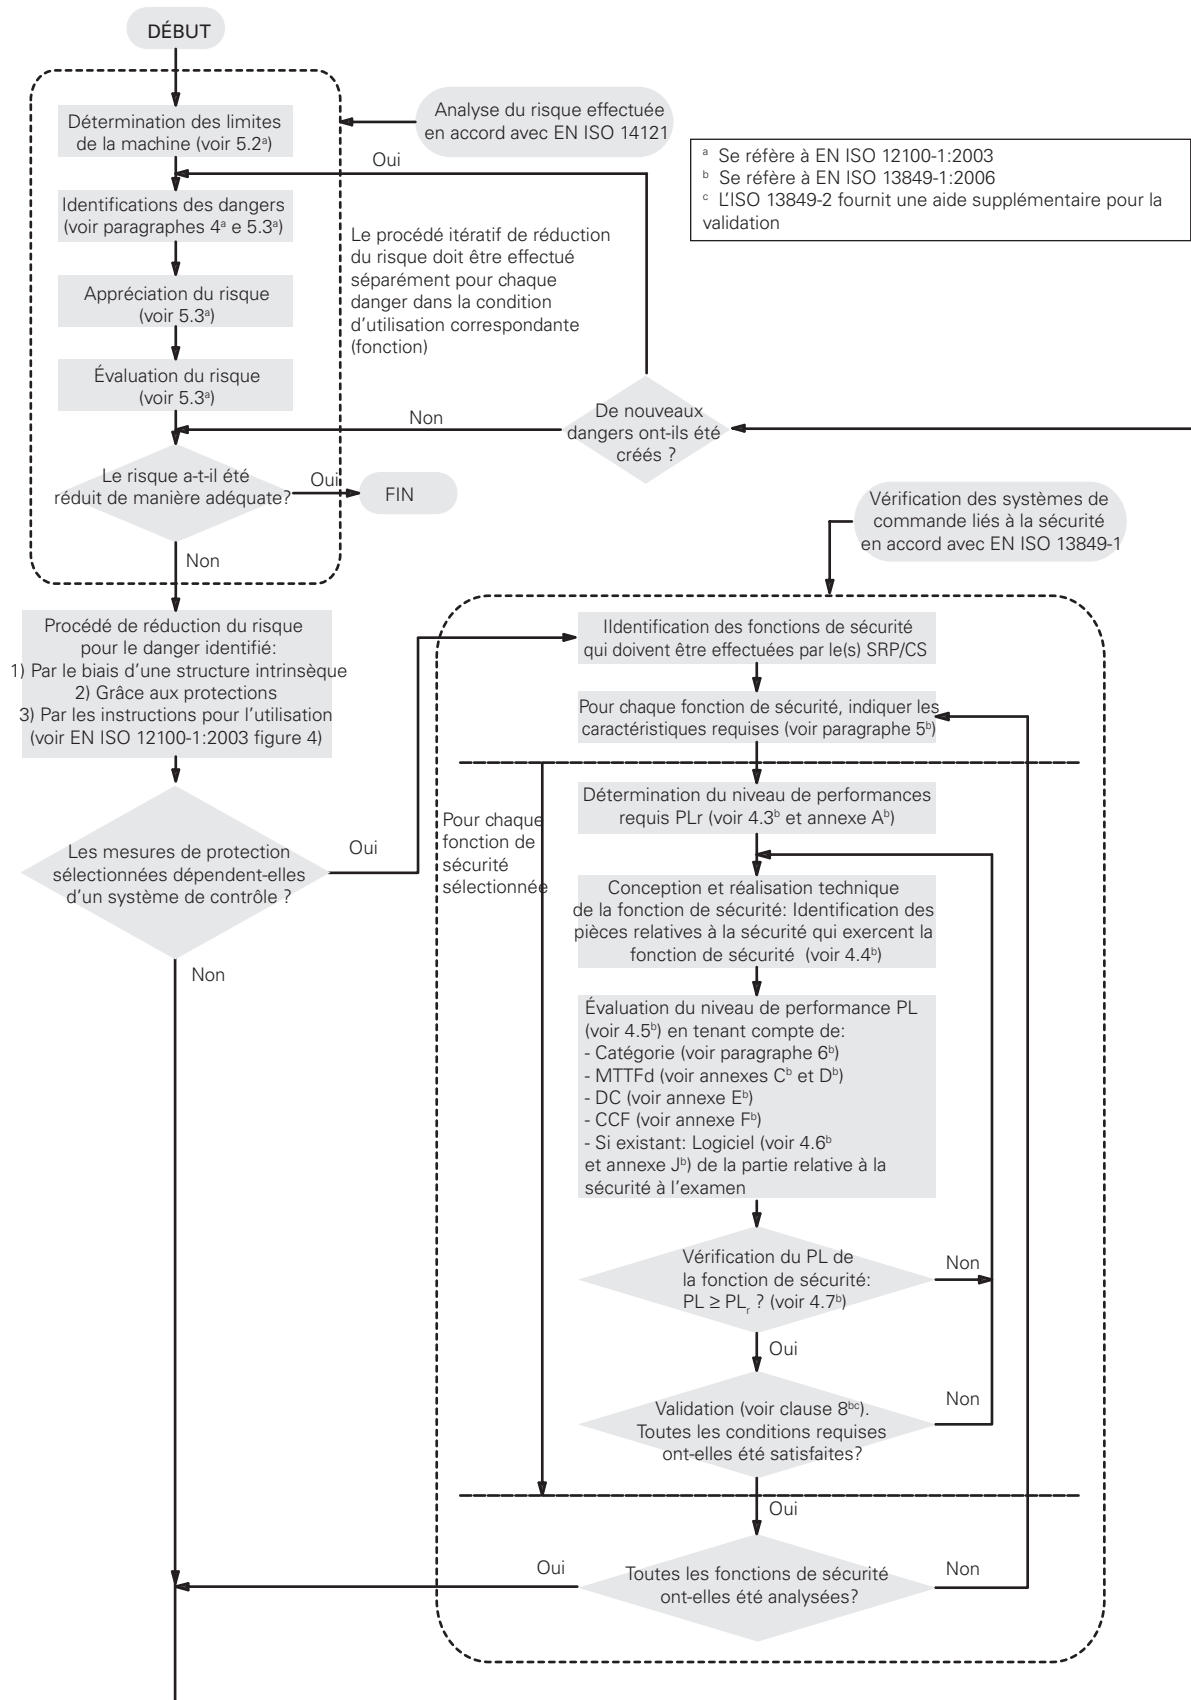 DÉBUT
Détermination des limites
de la machine (voir 5.2ᵃ)
Analyse du risque effectuée
en accord avec EN ISO 14121
Oui
ᵃ Se réfère à EN ISO 12100-1:2003
ᵇ Se réfère à EN ISO 13849-1:2006
ᶜ L'ISO 13849-2 fournit une aide supplémentaire pour la
validation
Identifications des dangers
(voir paragraphes 4ᵃ e 5.3ᵃ)
Le procédé itératif de réduction
du risque doit être effectué
séparément pour chaque
danger dans la condition
d'utilisation correspondante
(fonction)
Appréciation du risque
(voir 5.3ᵃ)
Évaluation du risque
(voir 5.3ᵃ)
Non
De nouveaux
dangers ont-ils été
créés ?
Le risque a-t-il été
réduit de manière adéquate?
Oui
FIN
Non
Vérification des systèmes de
commande liés à la sécurité
en accord avec EN ISO 13849-1
Procédé de réduction du risque
pour le danger identifié:
1) Par le biais d'une structure intrinsèque
2) Grâce aux protections
3) Par les instructions pour l'utilisation
(voir EN ISO 12100-1:2003 figure 4)
IIdentification des fonctions de sécurité
qui doivent être effectuées par le(s) SRP/CS
Pour chaque fonction de sécurité, indiquer les
caractéristiques requises (voir paragraphe 5ᵇ)
Les mesures de protection
sélectionnées dépendent-elles
d'un système de contrôle ?
Oui
Non
Pour chaque
fonction de
sécurité
sélectionnée
Détermination du niveau de performances
requis PLr (voir 4.3ᵇ et annexe Aᵇ)
Conception et réalisation technique
de la fonction de sécurité: Identification des
pièces relatives à la sécurité qui exercent la
fonction de sécurité (voir 4.4ᵇ)
Évaluation du niveau de performance PL
(voir 4.5ᵇ) en tenant compte de:
- Catégorie (voir paragraphe 6ᵇ)
- MTTFd (voir annexes Cᵇ et Dᵇ)
- DC (voir annexe Eᵇ)
- CCF (voir annexe Fᵇ)
- Si existant: Logiciel (voir 4.6ᵇ
et annexe Jᵇ) de la partie relative à la
sécurité à l'examen
Vérification du PL de
la fonction de sécurité:
PL ≥ PLᵣ ? (voir 4.7ᵇ)
Non
Oui
Validation (voir clause 8ᵇᶜ).
Toutes les conditions requises
ont-elles été satisfaites?
Non
Oui
Toutes les fonctions de sécurité
ont-elles été analysées?
Oui
Non